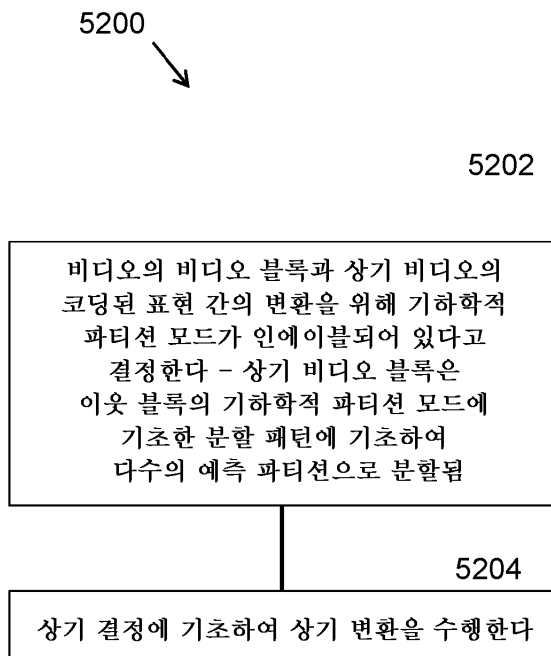 5200
5202
비디오의 비디오 블록과 상기 비디오의
코딩된 표현 간의 변환을 위해 기하학적
파티션 모드가 인에이블되어 있다고
결정한다 – 상기 비디오 블록은
이웃 블록의 기하학적 파티션 모드에
기초한 분할 패턴에 기초하여
다수의 예측 파티션으로 분할됨
5204
상기 결정에 기초하여 상기 변환을 수행한다